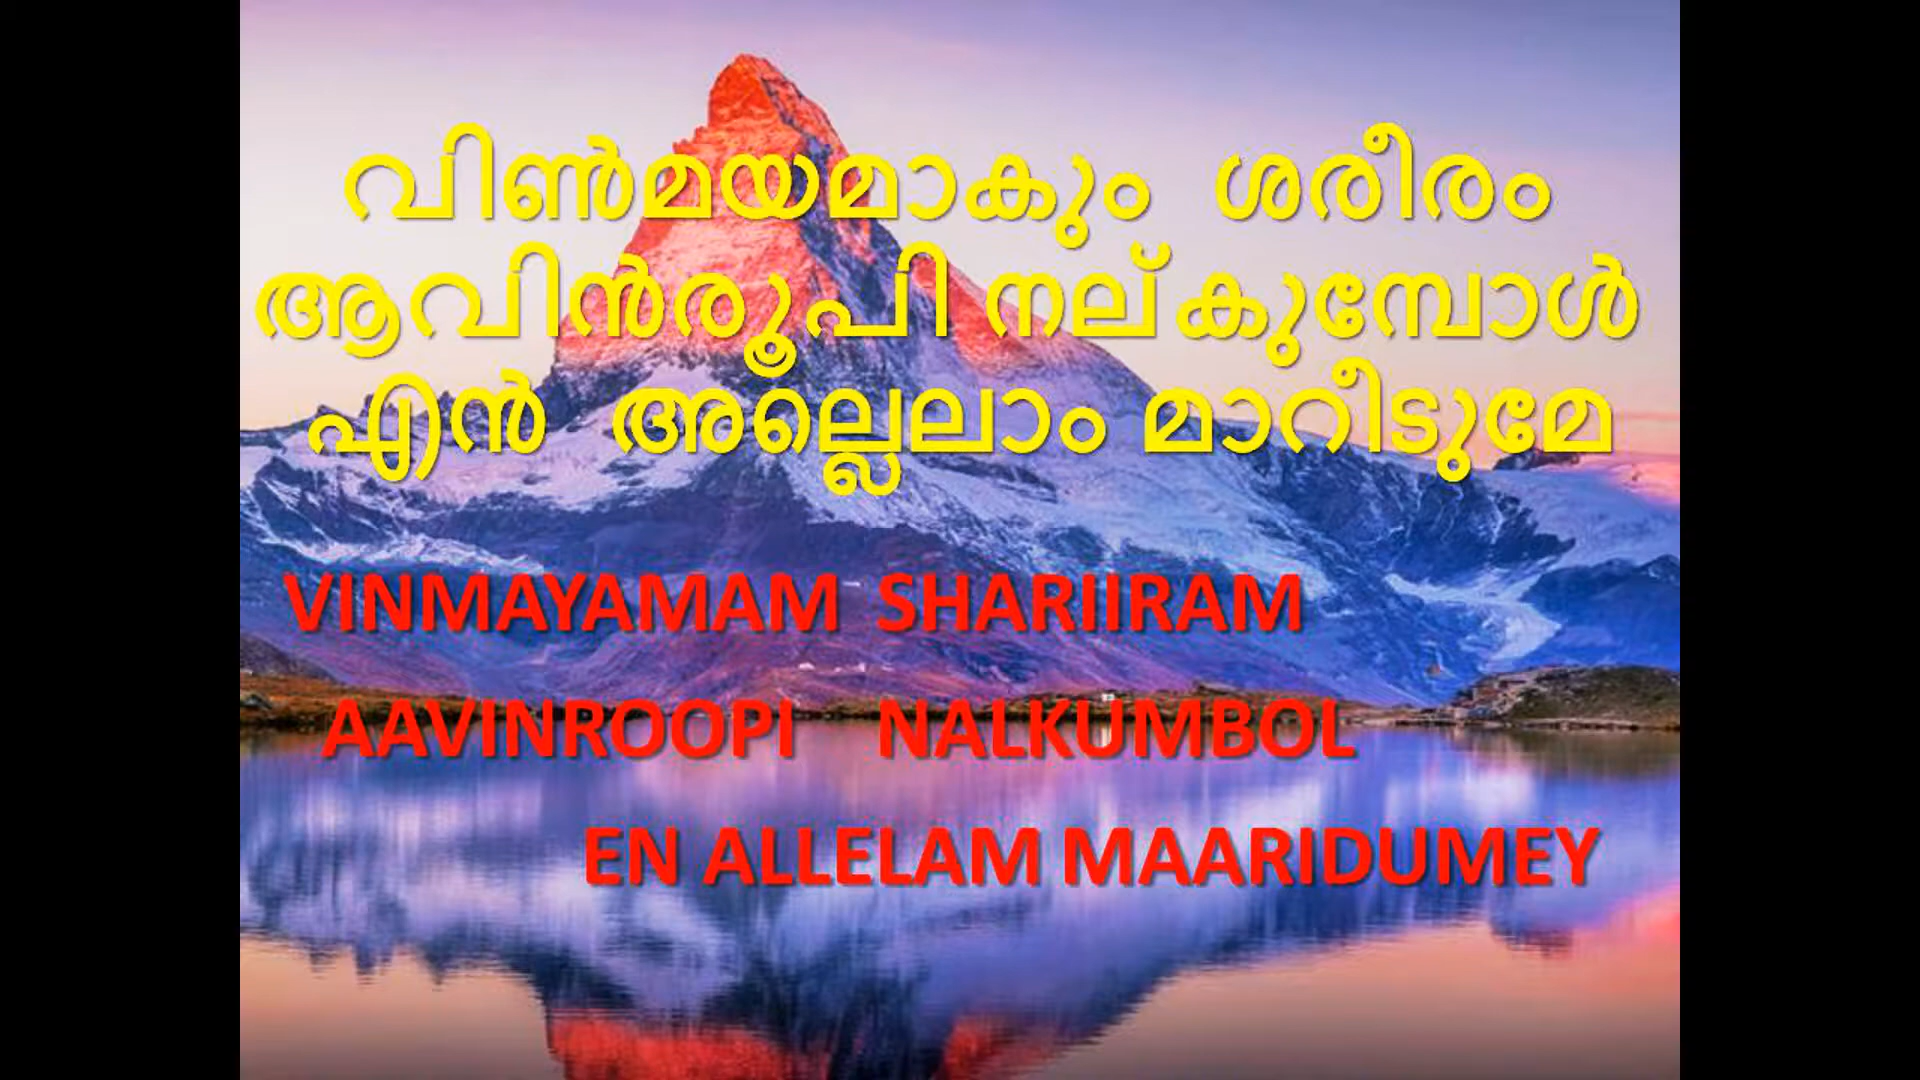 വിൺമയമാകും ശരീരം
ആവിൻരൂപി നല്കുമ്പോൾ
എൻ അല്ലെലാം മാറീടുമേ
VINMAYAMAM SHARIIRAM
AAVINROOPI NALKUMBOL
EN ALLELAM MAARIDUMEY